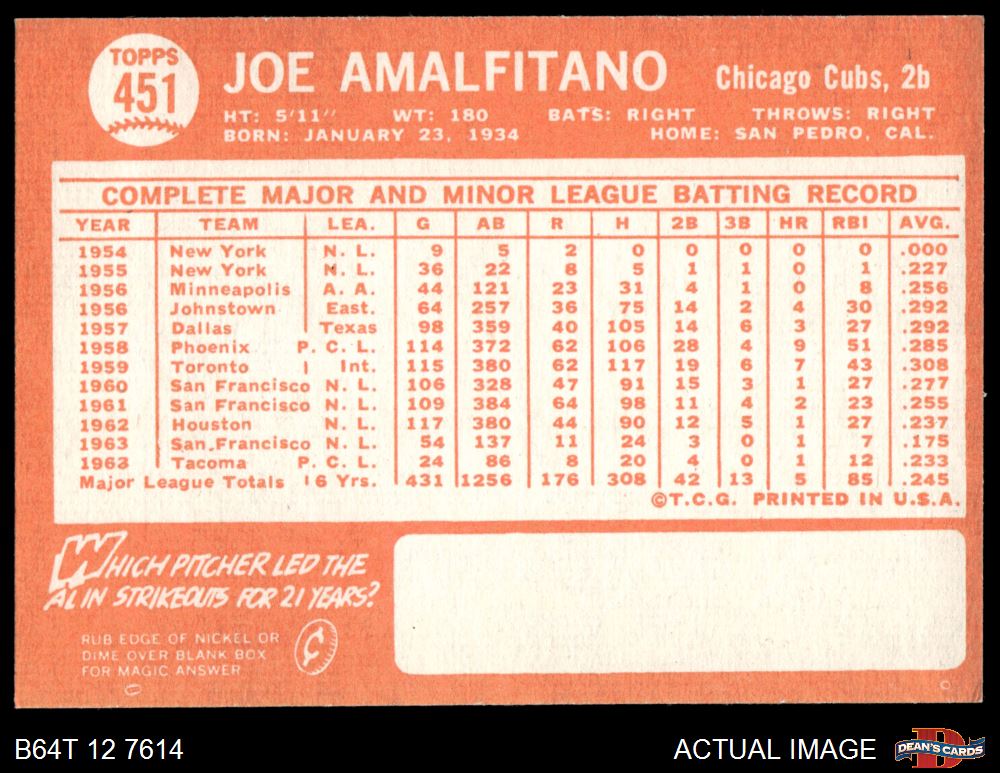 TOPPS
451
JOE AMALFITANO
Chicago Cubs, 2b
HT: 5'11" WT: 180 BATS: RIGHT THROWS: RIGHT
BORN: JANUARY 23, 1934 HOME: SAN PEDRO, CAL.
COMPLETE MAJOR AND MINOR LEAGUE BATTING RECORD
YEAR TEAM LEA. G AB R H 2B 3B HR RBI AVG.
1954 New York N. L. 9 5 2 0 0 0 0 0 .000
1955 New York N. L. 36 22 8 5 1 1 0 1 .227
1956 Minneapolis A. A. 44 121 23 31 4 1 0 8 .256
1956 Johnstown East. 64 257 36 75 14 2 4 30 .292
1957 Dallas Texas 98 359 40 105 14 6 3 27 .292
1958 Phoenix P. C. L. 114 372 62 106 28 4 9 51 .285
1959 Toronto Int. 115 380 62 117 19 6 7 43 .308
1960 San Francisco N. L. 106 328 47 91 15 3 1 27 .277
1961 San Francisco N. L. 109 384 64 98 11 4 2 23 .255
1962 Houston N. L. 117 380 44 90 12 5 1 27 .237
1963 San Francisco N. L. 54 137 11 24 3 0 1 7 .175
1963 Tacoma P. C. L. 24 86 8 20 4 0 1 12 .233
Major League Totals 6 Yrs. 431 1256 176 308 42 13 5 85 .245
©T.C.G. PRINTED IN U.S.A.
WHICH PITCHER LED THE
AL IN STRIKEOUTS FOR 21 YEARS?
RUB EDGE OF NICKEL OR
DIME OVER BLANK BOX
FOR MAGIC ANSWER
¢
B64T 12 7614
ACTUAL IMAGE
D
DEAN'S CARDS